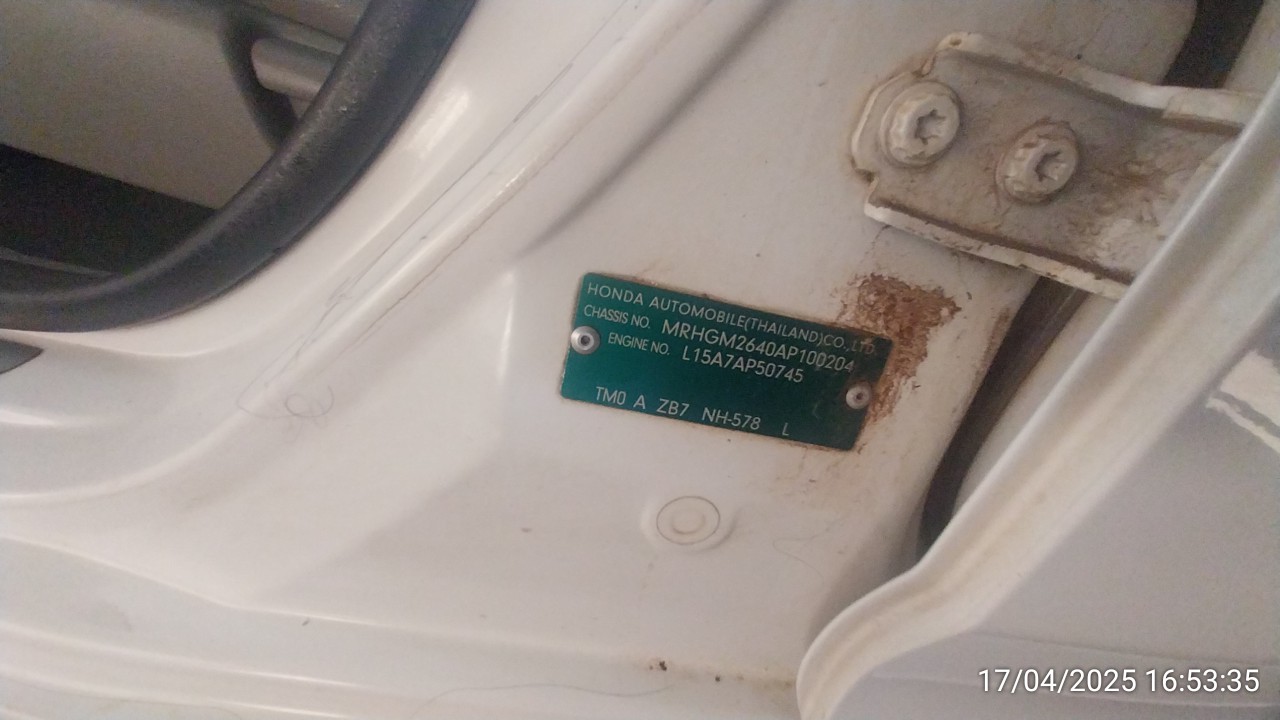 HONDA AUTOMOBILE(THAILAND)CO.,LTD.
CHASSIS NO. MRHGM2640AP100204
ENGINE NO. L15A7AP50745
TM0 A ZB7 NH-578 L
17/04/2025 16:53:35